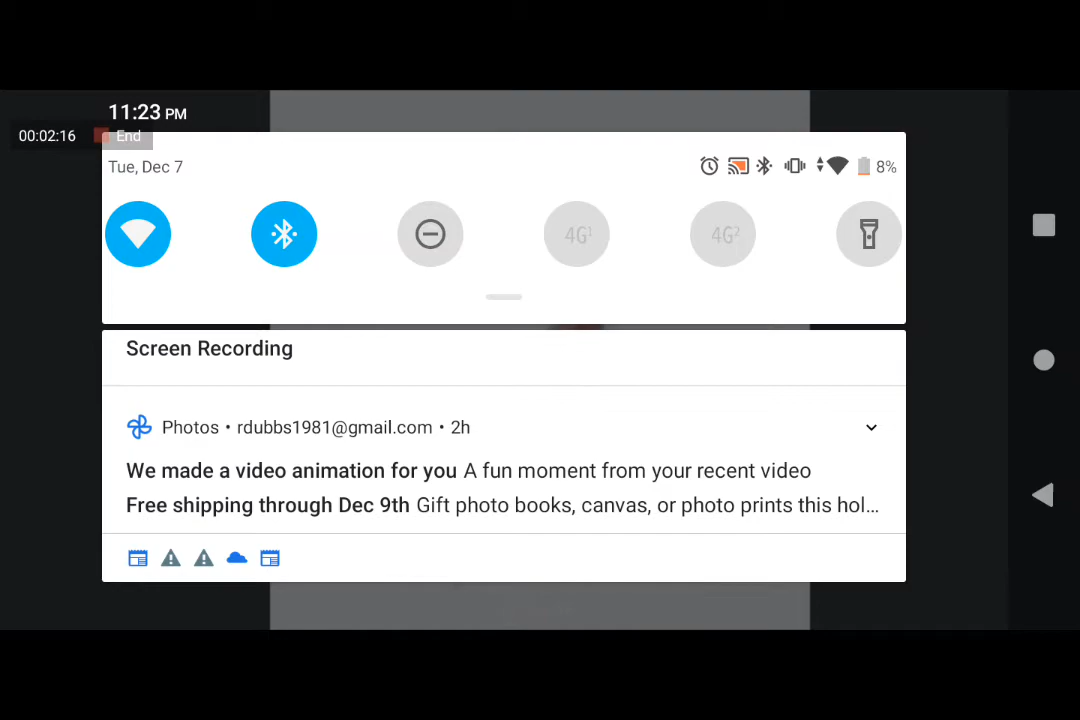 11:23 PM
00:02:16 End
Tue, Dec 7
8%
4G1 4G2
Screen Recording
Photos • rdubbs1981@gmail.com • 2h
We made a video animation for you A fun moment from your recent video
Free shipping through Dec 9th Gift photo books, canvas, or photo prints this hol...